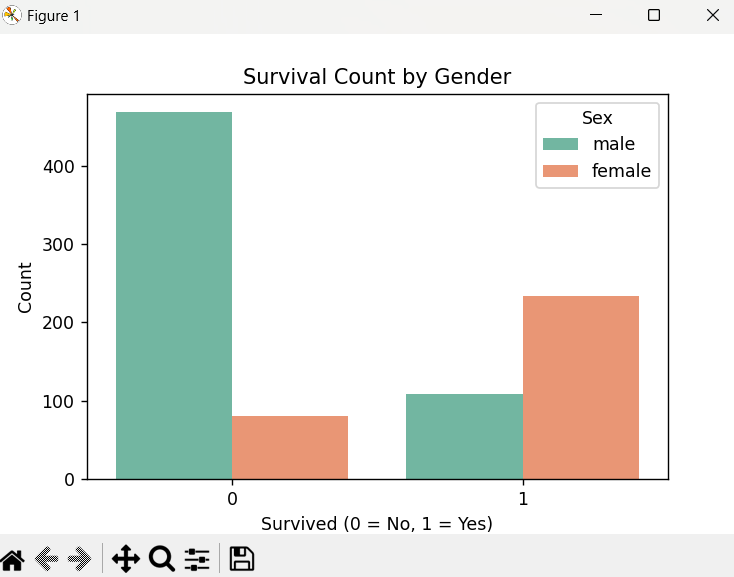 Figure 1
Survival Count by Gender
Sex
male
female
400
300
200
100
0
Count
0 1
Survived (0 = No, 1 = Yes)